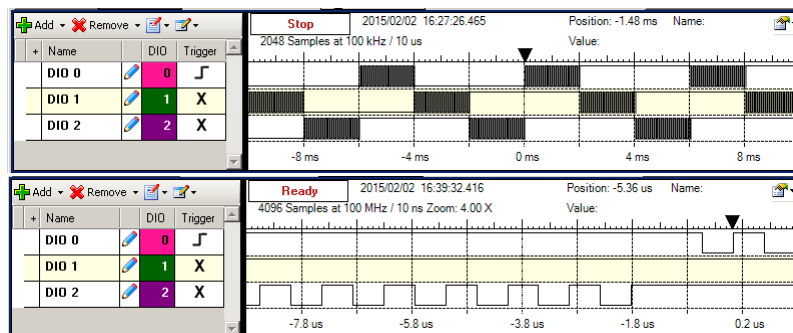 Add Remove Stop 2015/02/02 16:27:26.465 Position: -1.48 ms Name:
+ Name DIO Trigger 2048 Samples at 100 kHz / 10 us Value:
DIO 0 0
DIO 1 1 X
DIO 2 2 X
-8 ms -4 ms 0 ms 4 ms 8 ms
Add Remove Ready 2015/02/02 16:39:32.416 Position: -5.36 us Name:
+ Name DIO Trigger 4096 Samples at 100 MHz / 10 ns Zoom: 4.00 X Value:
DIO 0 0
DIO 1 1 X
DIO 2 2 X
-7.8 us -5.8 us -3.8 us -1.8 us 0.2 us